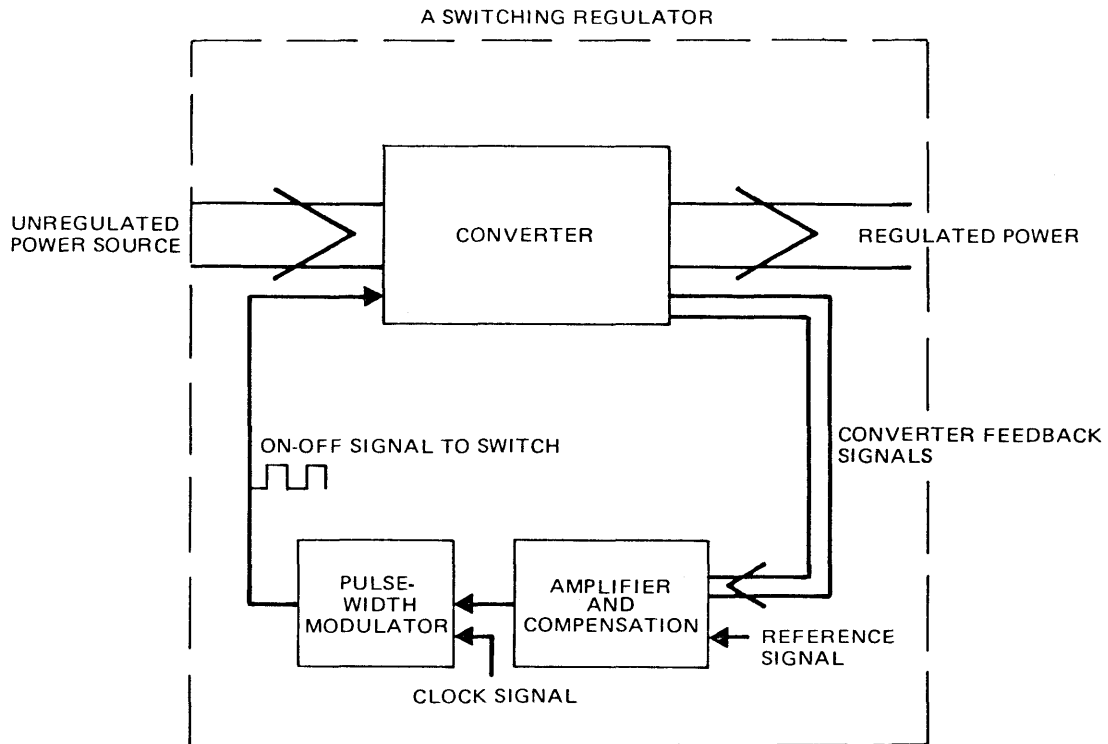 A SWITCHING REGULATOR
UNREGULATED
POWER SOURCE
CONVERTER
REGULATED POWER
ON-OFF SIGNAL TO SWITCH
CONVERTER FEEDBACK
SIGNALS
PULSE-
WIDTH
MODULATOR
AMPLIFIER
AND
COMPENSATION
REFERENCE
SIGNAL
CLOCK SIGNAL